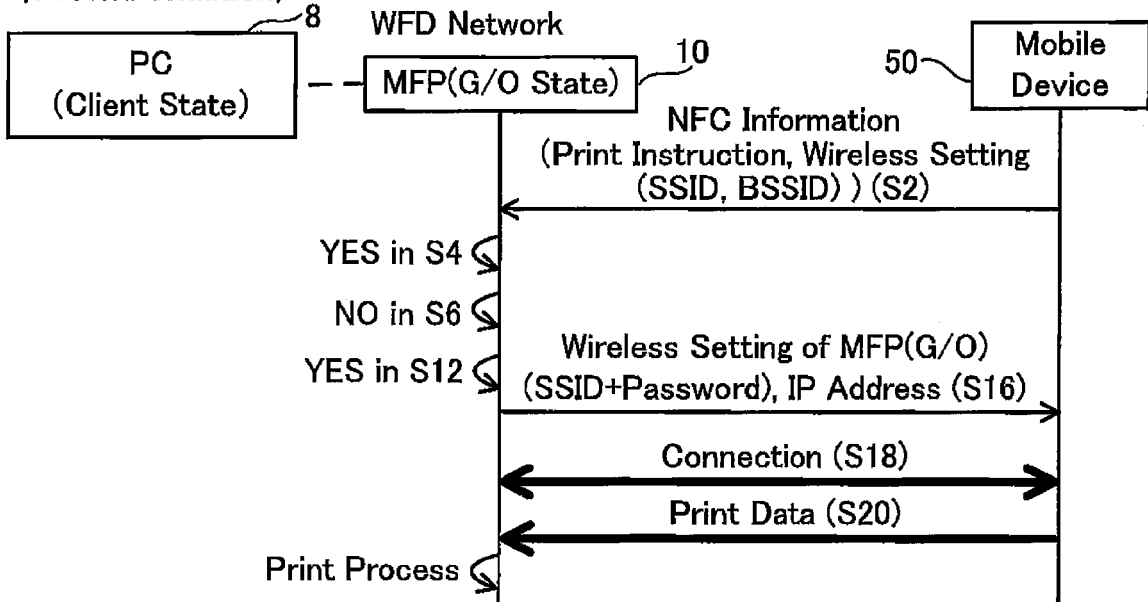 8
WFD Network
PC
(Client State)
MFP(G/O State)
10
50
Mobile
Device
NFC Information
(Print Instruction, Wireless Setting
(SSID, BSSID) ) (S2)
YES in S4
NO in S6
YES in S12
Wireless Setting of MFP(G/O)
(SSID+Password), IP Address (S16)
Connection (S18)
Print Data (S20)
Print Process